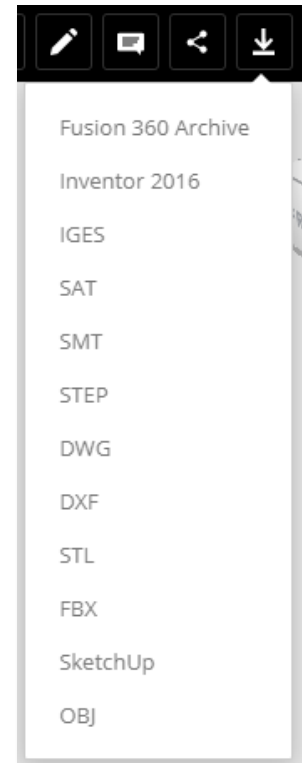 Fusion 360 Archive
Inventor 2016
IGES
SAT
SMT
STEP
DWG
DXF
STL
FBX
SketchUp
OBJ